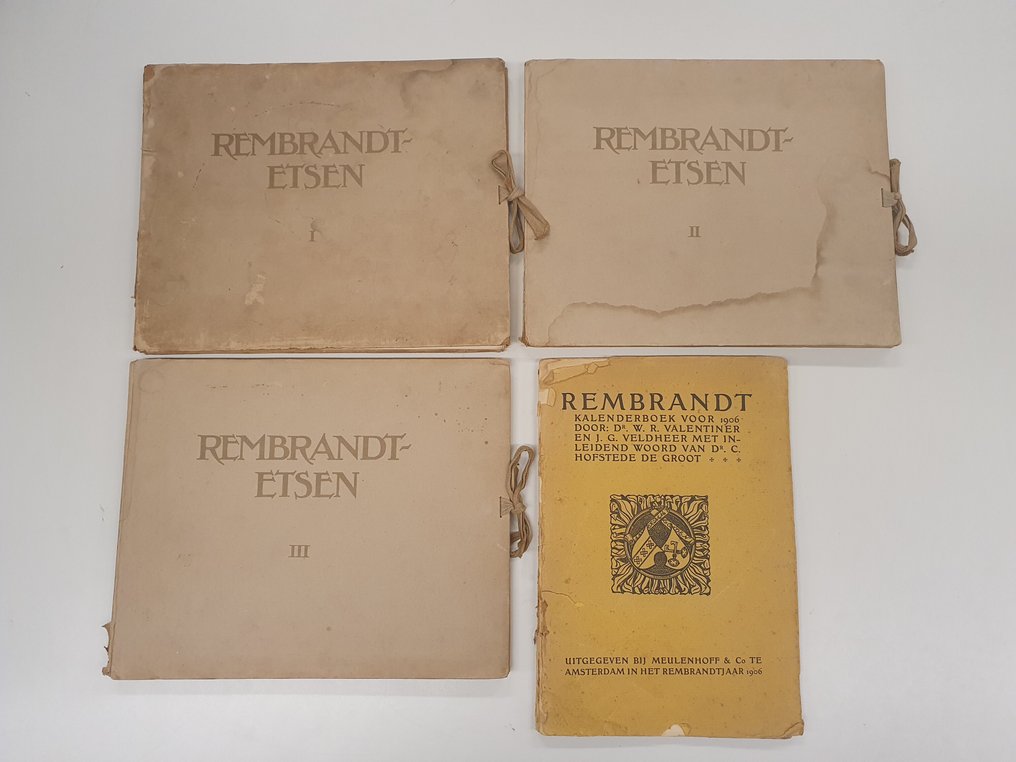 REMBRANDT-
ETSEN
I
REMBRANDT-
ETSEN
II
REMBRANDT-
ETSEN
III
REMBRANDT
KALENDERBOEK VOOR 1906
DOOR: DR. W. R. VALENTINER
EN J. G. VELDHEER MET IN-
LEIDEND WOORD VAN DR. C.
HOFSTEDE DE GROOT
UITGEGEVEN BIJ MEULENHOFF & Co TE
AMSTERDAM IN HET REMBRANDTJAAR 1906